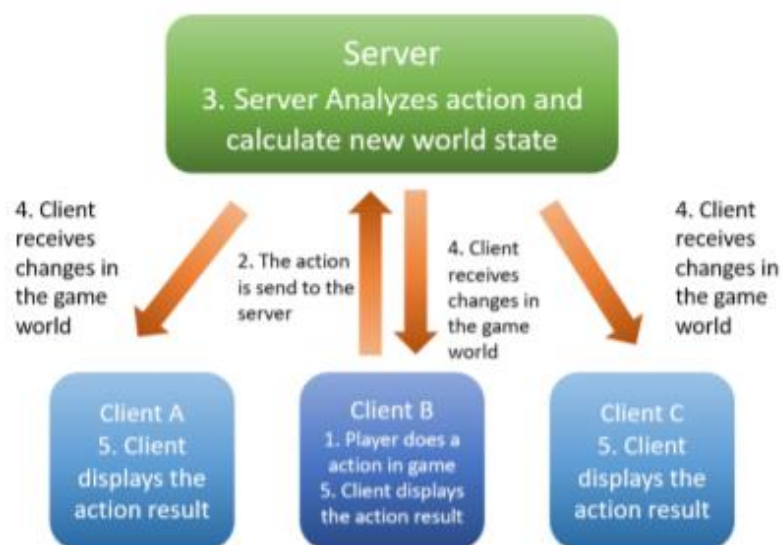 Server
3. Server Analyzes action and
calculate new world state
4. Client
receives
changes in
the game
world
2. The action
is send to the
server
4. Client
receives
changes in
the game
world
4. Client
receives
changes in
the game
world
Client A
5. Client
displays the
action result
Client B
1. Player does a
action in game
5. Client displays
the action result
Client C
5. Client
displays the
action result